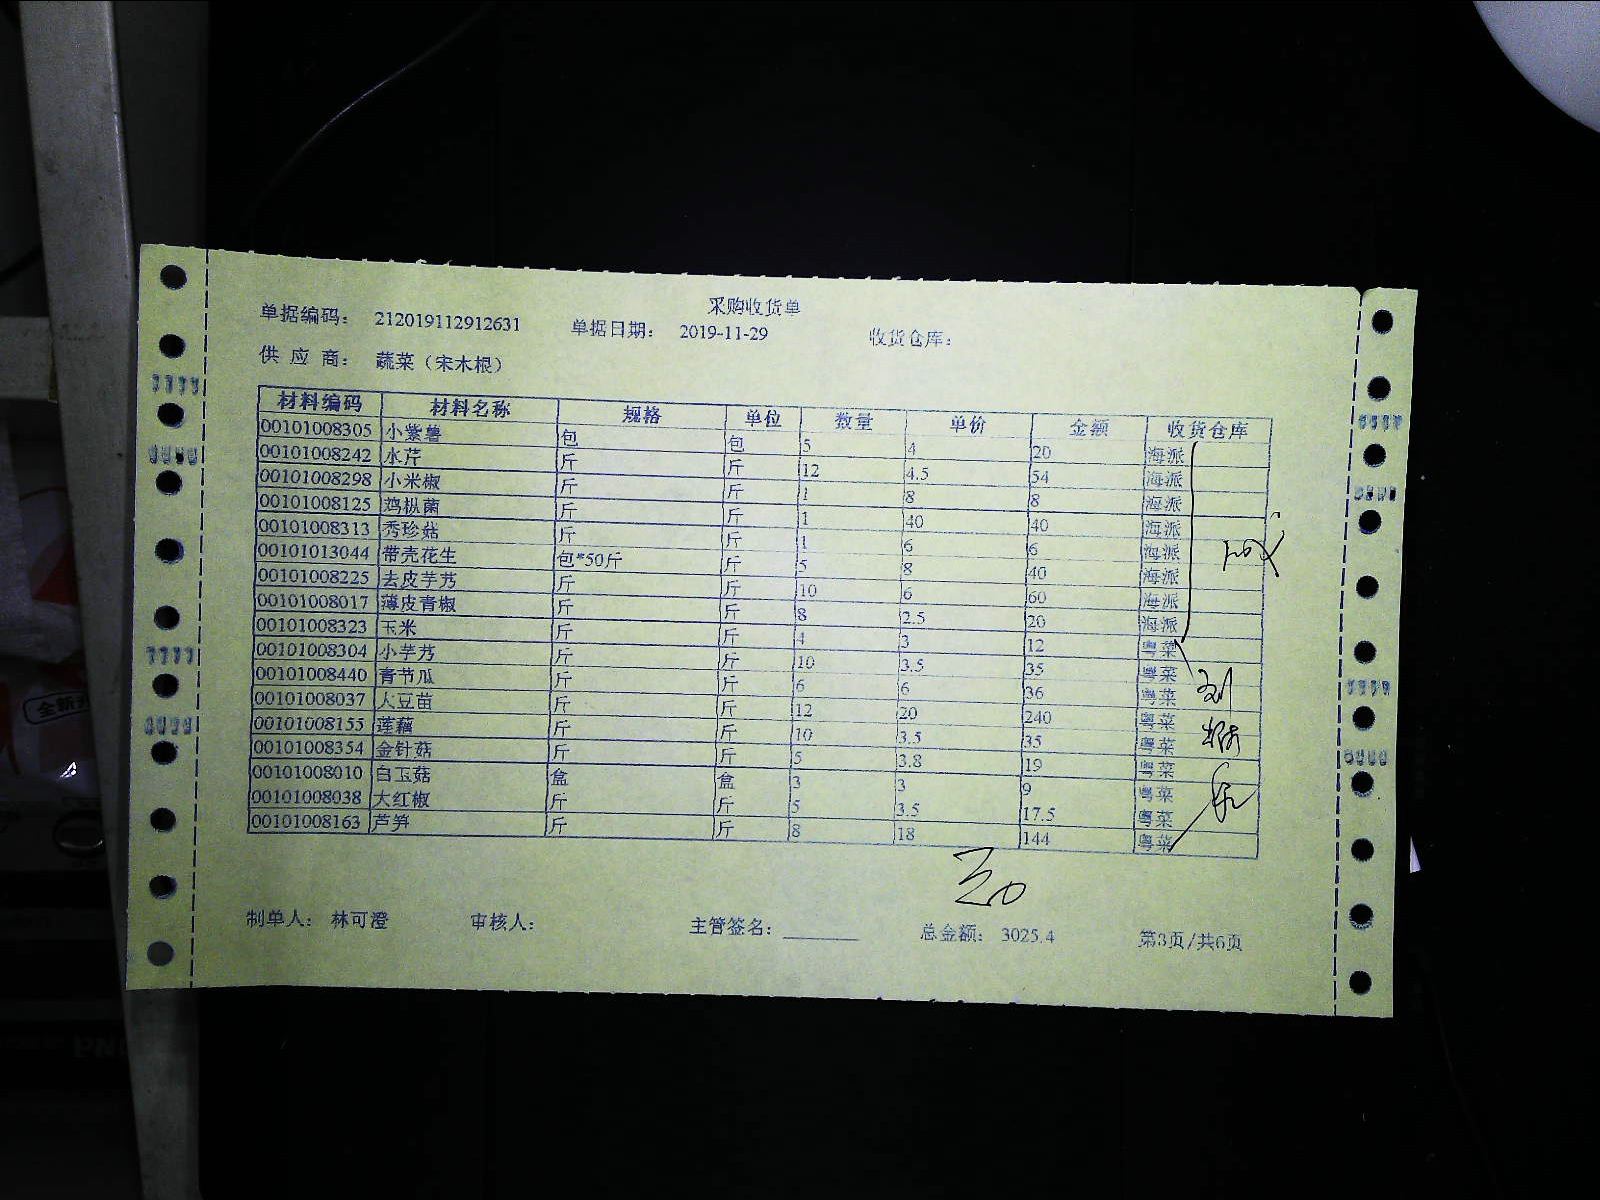 采购收货单
单据编码： 212019112912631 单据日期： 2019-11-29 收货仓库：
供 应 商： 蔬菜（宋木根）
材料编码 材料名称 规格 单位 数量 单价 金额 收货仓库
00101008305 小紫薯 包 包 5 4 20 海派
00101008242 水芹 斤 斤 12 4.5 54 海派
00101008298 小米椒 斤 斤 1 8 8 海派
00101008125 鸡枞菌 斤 斤 1 40 40 海派
00101008313 秀珍菇 斤 斤 1 6 6 海派
00101013044 带壳花生 包*50斤 斤 5 8 40 海派
00101008225 去皮芋艿 斤 斤 10 6 60 海派
00101008017 薄皮青椒 斤 斤 8 2.5 20 海派
00101008323 玉米 斤 斤 4 3 12 粤菜
00101008304 小芋艿 斤 斤 10 3.5 35 粤菜
00101008440 青节瓜 斤 斤 6 6 36 粤菜
00101008037 大豆苗 斤 斤 12 20 240 粤菜
00101008155 莲藕 斤 斤 10 3.5 35 粤菜
00101008354 金针菇 斤 斤 5 3.8 19 粤菜
00101008010 白玉菇 盒 盒 3 3 9 粤菜
00101008038 大红椒 斤 斤 5 3.5 17.5 粤菜
00101008163 芦笋 斤 斤 8 18 144 粤菜
制单人： 林可澄 审核人： 主管签名：________ 总金额： 3025.4 第3页/共6页
全新